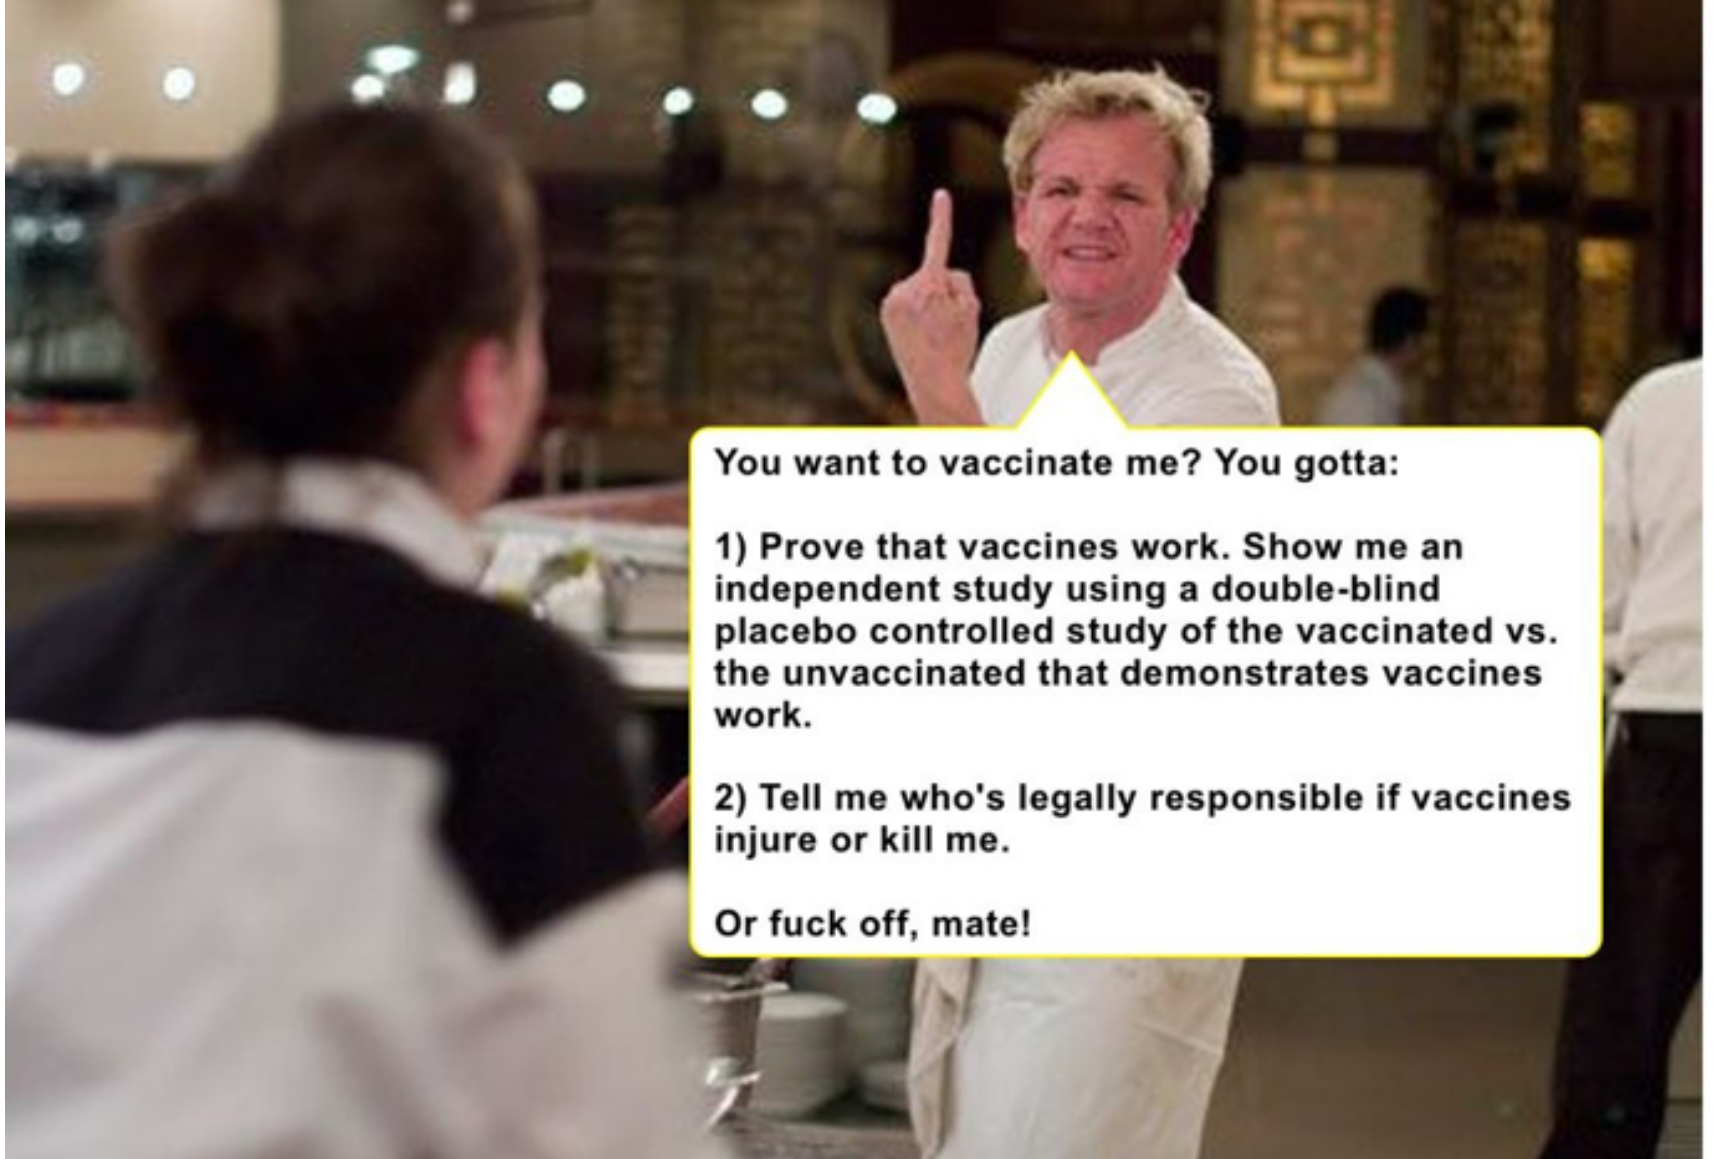 You want to vaccinate me? You gotta:
1) Prove that vaccines work. Show me an
independent study using a double-blind
placebo controlled study of the vaccinated vs.
the unvaccinated that demonstrates vaccines
work.
2) Tell me who's legally responsible if vaccines
injure or kill me.
Or fuck off, mate!